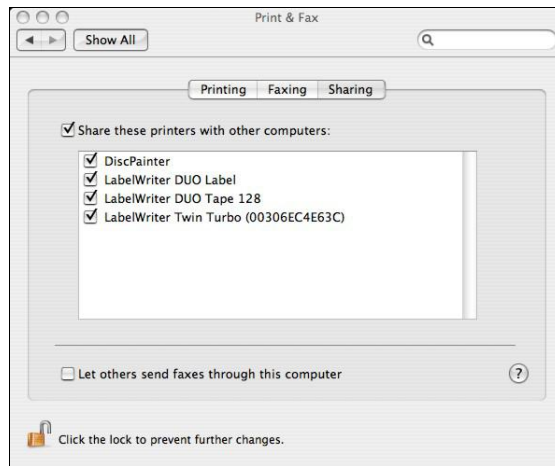 Print & Fax
Show All
Printing Faxing Sharing
Share these printers with other computers:
DiscPainter
LabelWriter DUO Label
LabelWriter DUO Tape 128
LabelWriter Twin Turbo (00306EC4E63C)
Let others send faxes through this computer
?
Click the lock to prevent further changes.